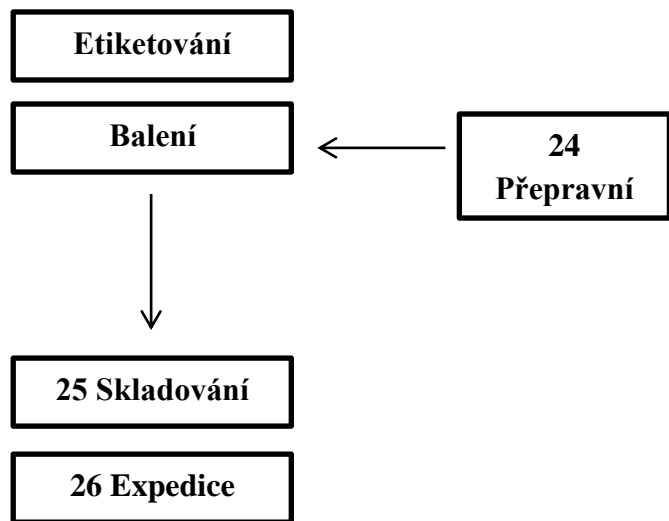 Etiketování
Balení
24
Přepravní
25 Skladování
26 Expedice